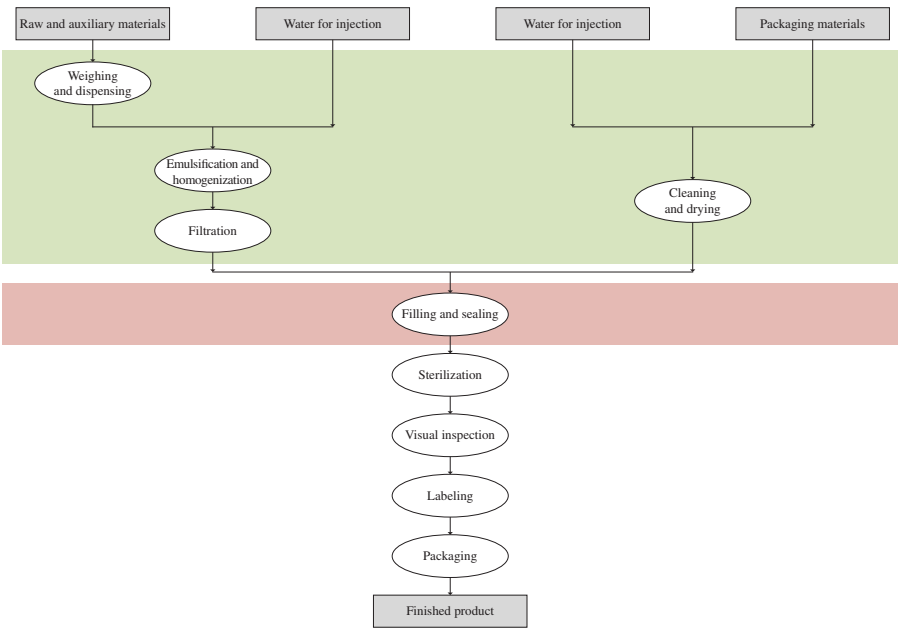 Raw and auxiliary materials
Water for injection
Water for injection
Packaging materials
Weighing
and dispensing
Emulsification and
homogenization
Cleaning
and drying
Filtration
Filling and sealing
Sterilization
Visual inspection
Labeling
Packaging
Finished product